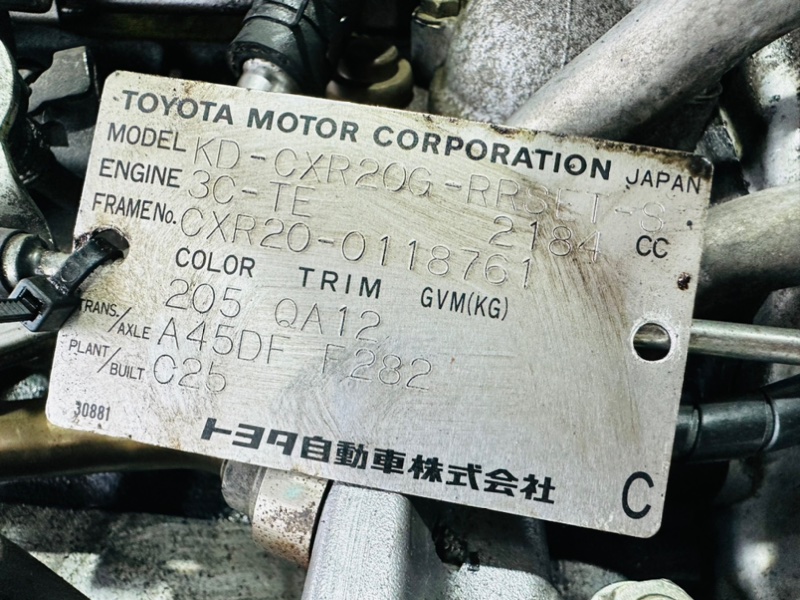 TOYOTA MOTOR CORPORATION JAPAN
MODEL KD-CXR20G-RRSET-S
ENGINE 3C-TE 2184 CC
FRAME No. CXR20-0118761
COLOR TRIM GVM(KG)
205 QA12
TRANS./AXLE A45DF F282
PLANT/BUILT C25
30881
トヨタ自動車株式会社 C